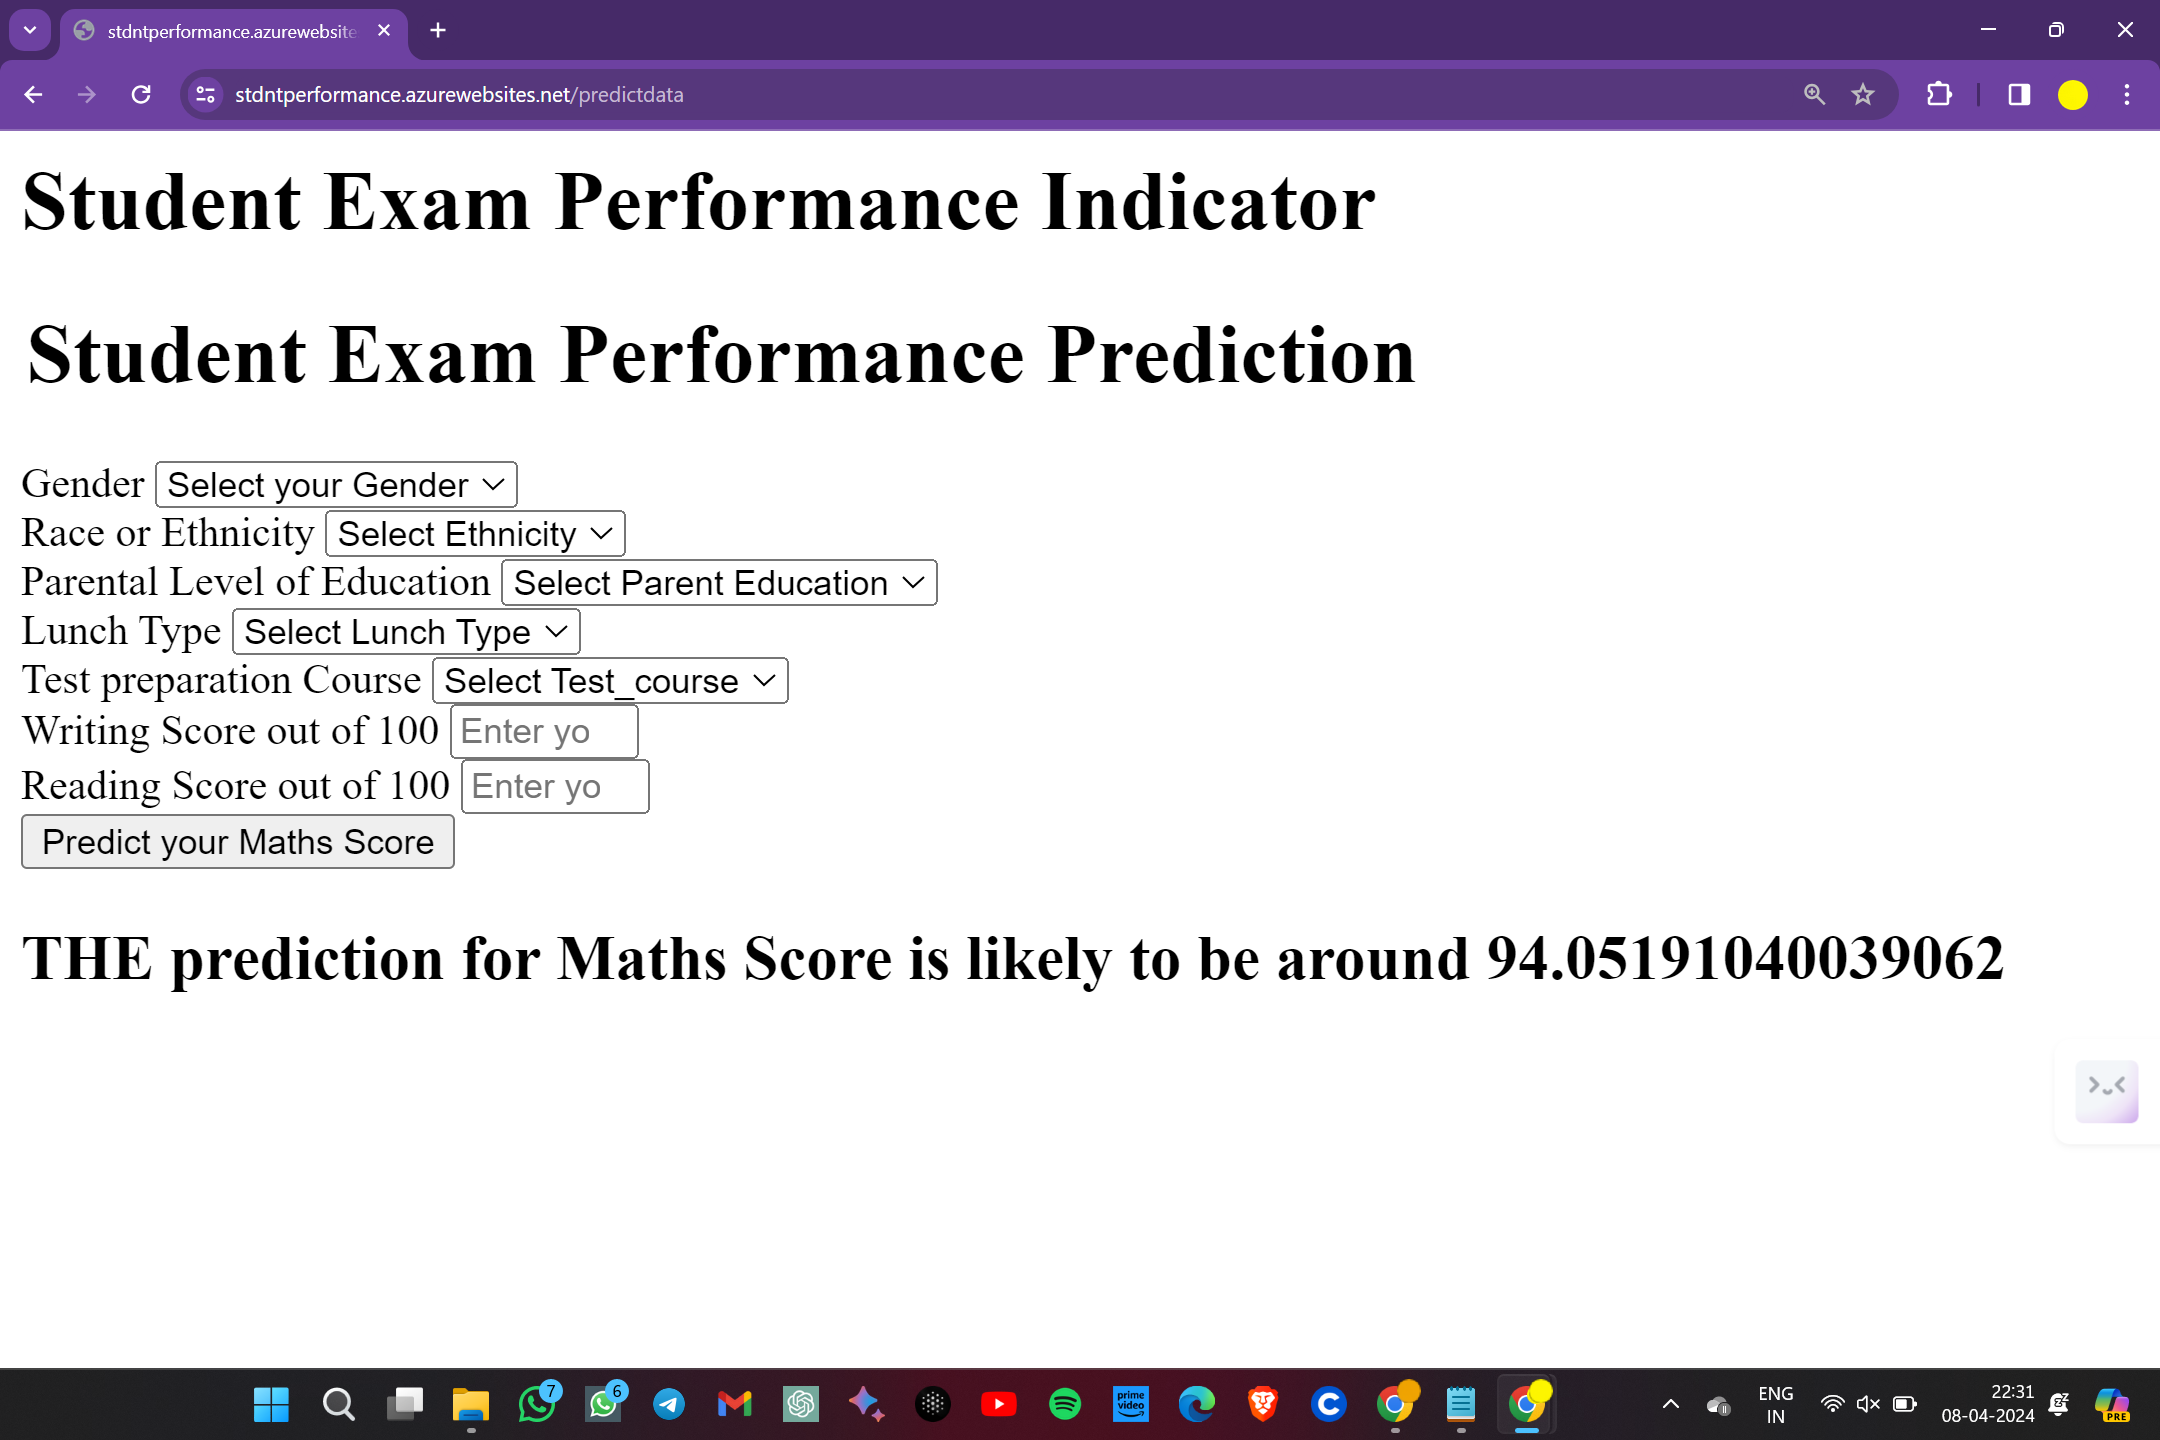 stdntperformance.azurewebsite
stdntperformance.azurewebsites.net/predictdata
Student Exam Performance Indicator
Student Exam Performance Prediction
Gender Select your Gender
Race or Ethnicity Select Ethnicity
Parental Level of Education Select Parent Education
Lunch Type Select Lunch Type
Test preparation Course Select Test_course
Writing Score out of 100 Enter yo
Reading Score out of 100 Enter yo
Predict your Maths Score
THE prediction for Maths Score is likely to be around 94.05191040039062
7
6
prime video
C
ENG
IN
22:31
08-04-2024
PRE